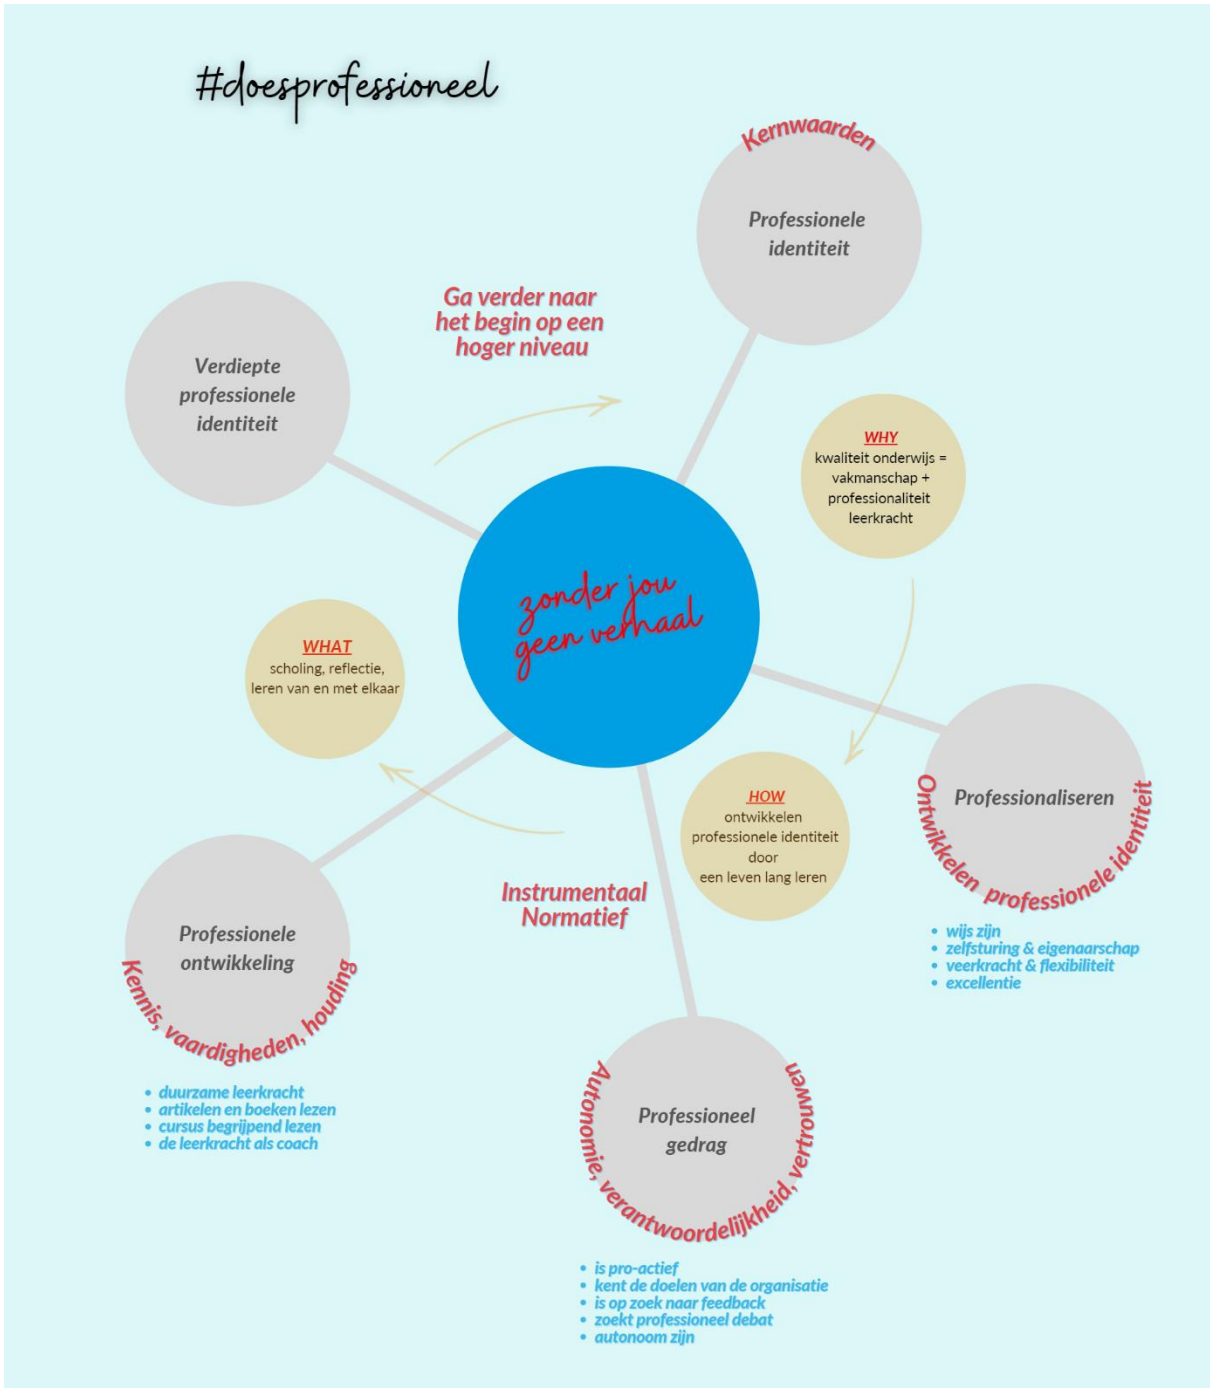 #doesprofessioneel
Kernwaarden
Professionele
identiteit
Ga verder naar
het begin op een
hoger niveau
Verdiepte
professionele
identiteit
WHY
kwaliteit onderwijs =
vakmanschap +
professionaliteit
leerkracht
zonder jou
geen verhaal
WHAT
scholing, reflectie,
leren van en met elkaar
HOW
ontwikkelen
professionele identiteit
door
een leven lang leren
Professionaliseren
Ontwikkelen professionele identiteit
• wijs zijn
• zelfsturing & eigenaarschap
• veerkracht & flexibiliteit
• excellentie
Instrumentaal
Normatief
Professionele
ontwikkeling
Kennis, vaardigheden, houding
• duurzame leerkracht
• artikelen en boeken lezen
• cursus begrijpend lezen
• de leerkracht als coach
Professioneel
gedrag
Autonomie, verantwoordelijkheid, vertrouwen
• is pro-actief
• kent de doelen van de organisatie
• is op zoek naar feedback
• zoekt professioneel debat
• autonoom zijn